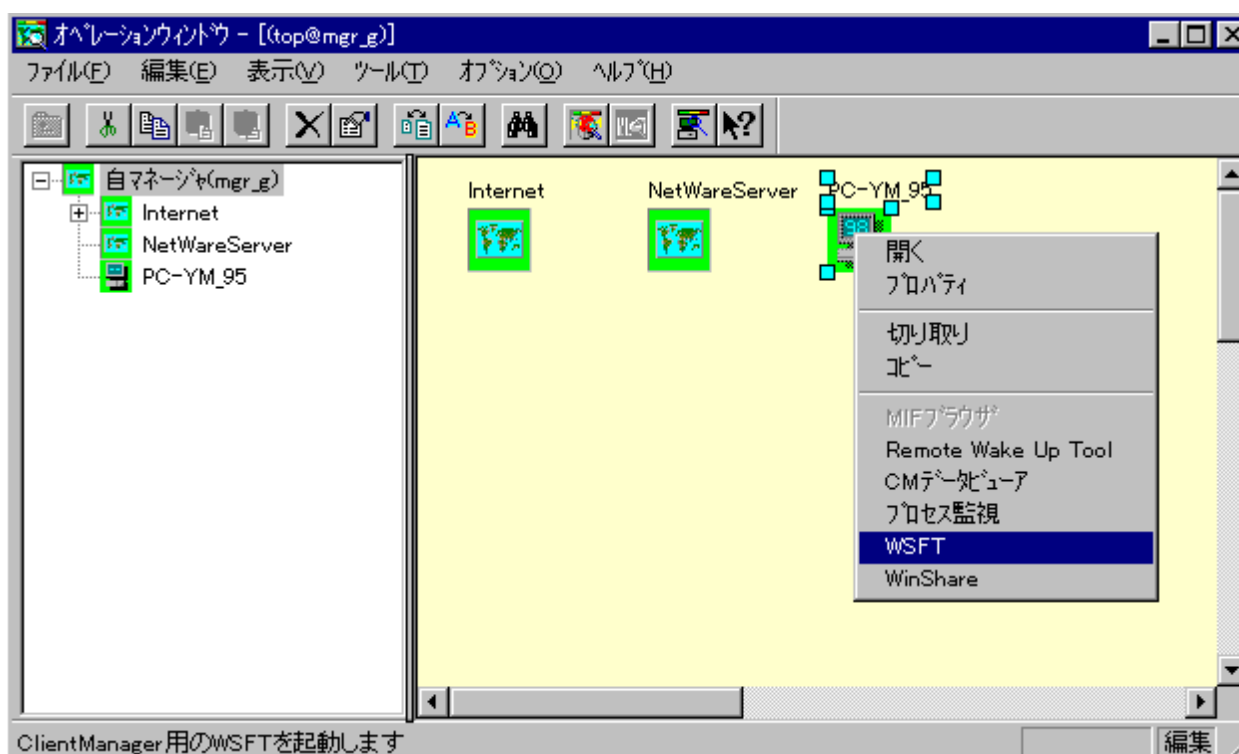 オペレーションウィンドウ - [(top@mgr_g)]
ファイル(F) 編集(E) 表示(V) ツール(T) オプション(O) ヘルプ(H)
自マネージャ(mgr_g)
Internet
NetWareServer
PC-YM_95
Internet
NetWareServer
PC-YM_95
98
開く
プロパティ
切り取り
コピー
MIFブラウザ
Remote Wake Up Tool
CMデータビューア
プロセス監視
WSFT
WinShare
ClientManager用のWSFTを起動します
編集